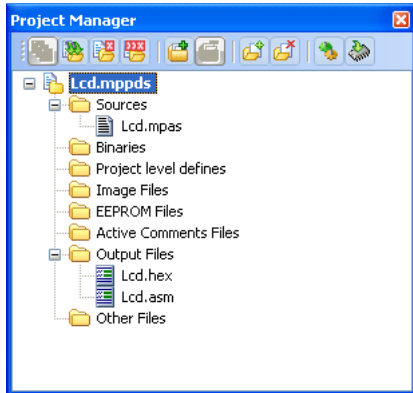 Project Manager
Lcd.mppds
Sources
Lcd.mpas
Binaries
Project level defines
Image Files
EEPROM Files
Active Comments Files
Output Files
Lcd.hex
Lcd.asm
Other Files